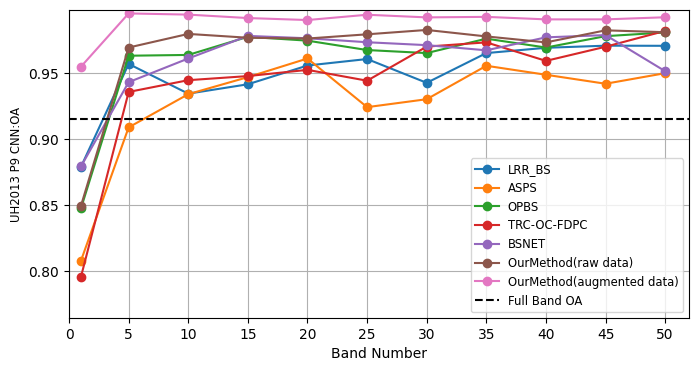 UH2013 P9 CNN:OA
0.95
0.90
0.85
0.80
0 5 10 15 20 25 30 35 40 45 50
Band Number
LRR_BS
ASPS
OPBS
TRC-OC-FDPC
BSNET
OurMethod(raw data)
OurMethod(augmented data)
Full Band OA